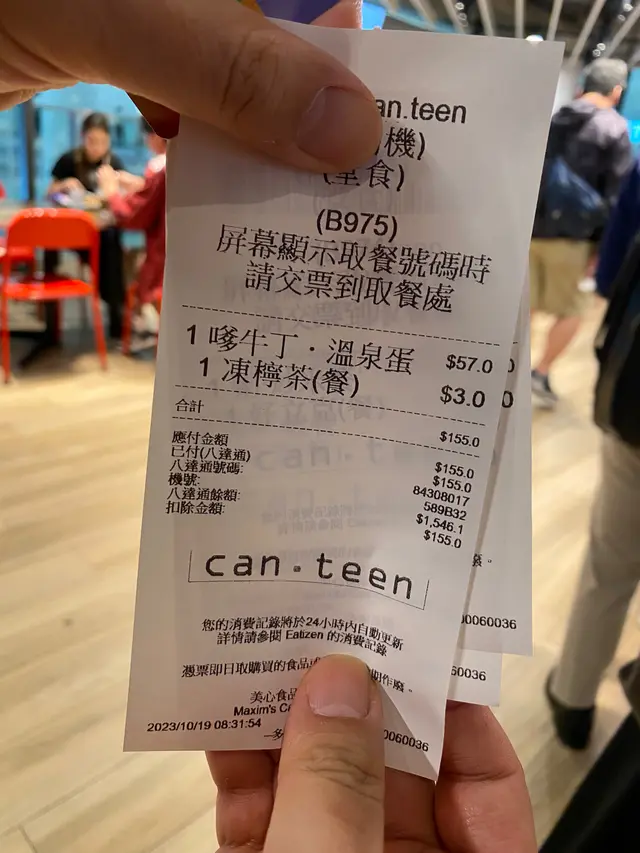 an.teen
機)
(堂食)
(B975)
屏幕顯示取餐號碼時
請交票到取餐處
1 嗲牛丁‧溫泉蛋 $57.0
1 凍檸茶(餐) $3.0
合計 $155.0
應付金額 $155.0
已付(八達通) $155.0
八達通號碼: 84308017
機號: 589B32
八達通餘額: $1,546.1
扣除金額: $155.0
can·teen
您的消費記錄將於24小時內自動更新
詳情請參閱 Eatizen 的消費記錄
憑票即日取購買的食品 期作廢。
美心食品
Maxim's C
2023/10/19 08:31:54
0060036
00060036
60036